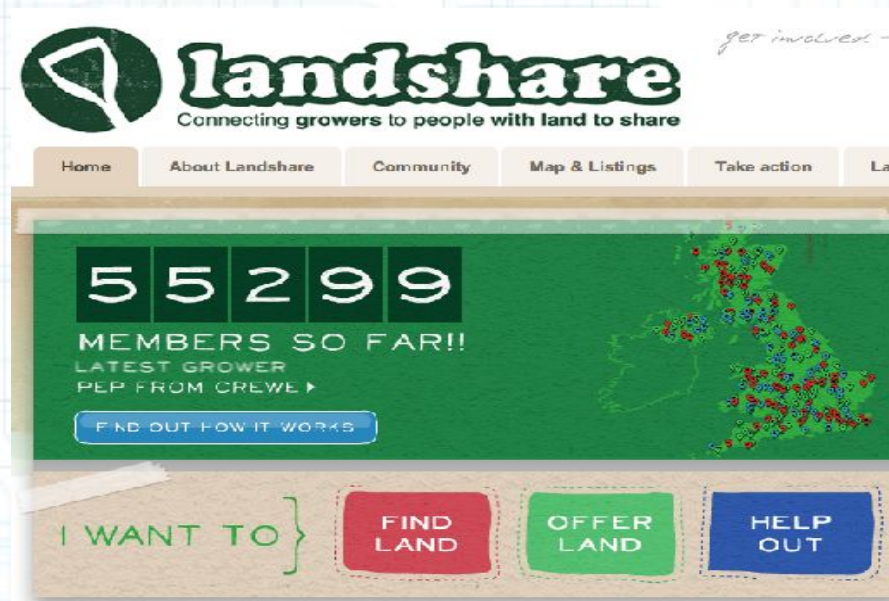 landshare
get involved -
Connecting growers to people with land to share
Home About Landshare Community Map & Listings Take action La
55299
MEMBERS SO FAR!!
LATEST GROWER
PEP FROM CREWE
FIND OUT HOW IT WORKS
I WANT TO
FIND LAND
OFFER LAND
HELP OUT